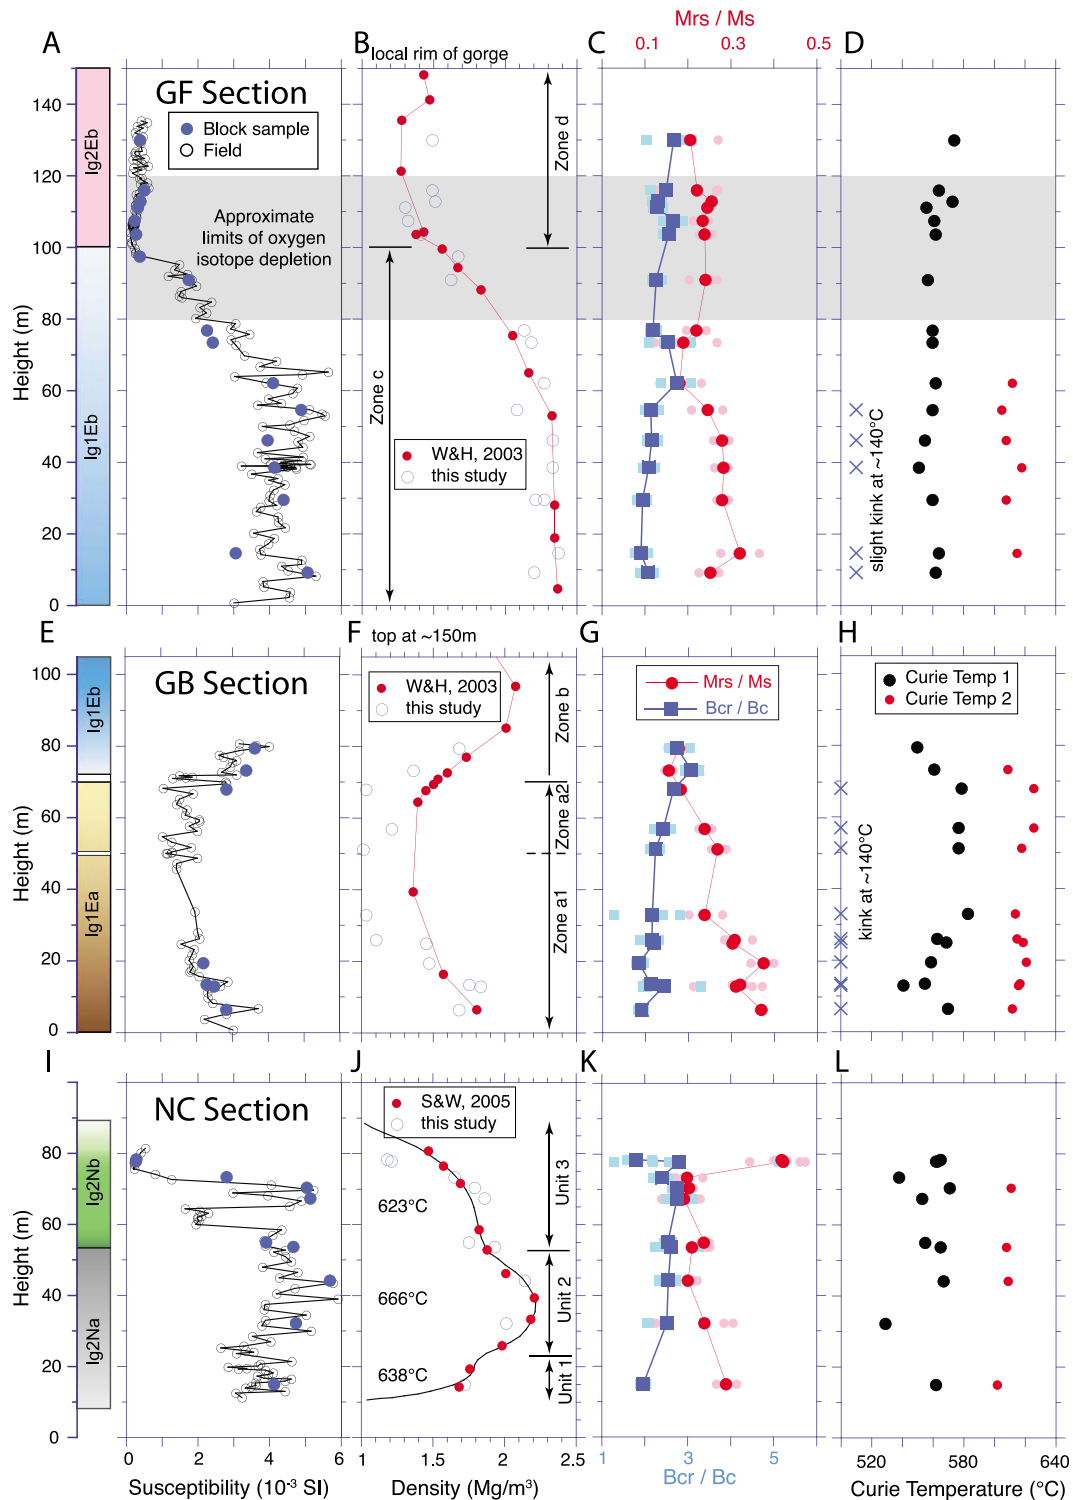 Mrs / Ms
A
B
local rim of gorge
C
0.1
0.3
0.5
D
GF Section
Block sample
Field
Approximate
limits of oxygen
isotope depletion
Height (m)
140
120
100
80
60
40
20
0
Ig2Eb
Ig1Eb
Zone d
Zone c
W&H, 2003
this study
slight kink at ~140°C
E
F
top at ~150m
G
H
GB Section
W&H, 2003
this study
Mrs / Ms
Bcr / Bc
Curie Temp 1
Curie Temp 2
Height (m)
100
80
60
40
20
0
Ig1Eb
Ig1Ea
Zone b
Zone a2
Zone a1
kink at ~140°C
I
J
K
L
NC Section
S&W, 2005
this study
Height (m)
100
80
60
40
20
0
Ig2Nb
Ig2Na
623°C
666°C
638°C
Unit 3
Unit 2
Unit 1
0
2
4
6
1
1.5
2
2.5
1
3
5
520
580
640
Susceptibility (10⁻³ SI)
Density (Mg/m³)
Bcr / Bc
Curie Temperature (°C)